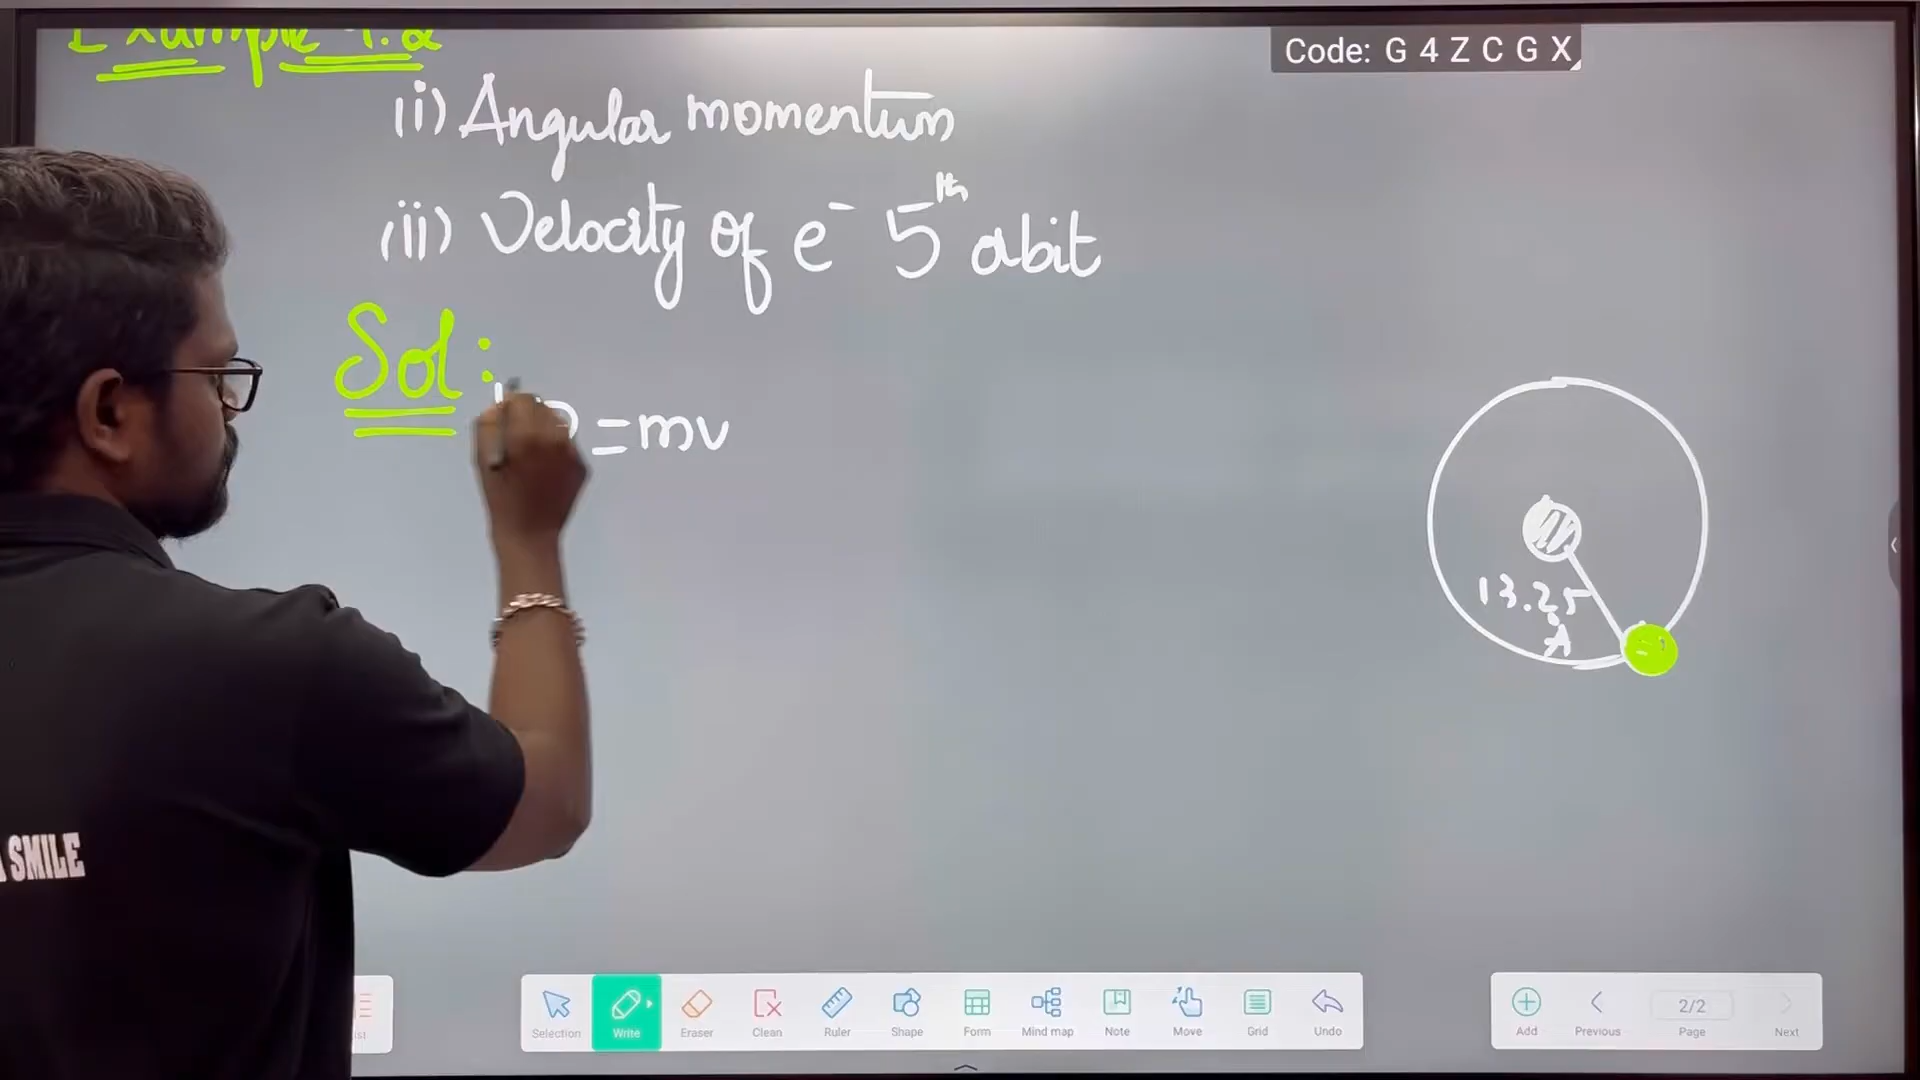 Code: G 4 Z C G X
(ii) Angular momentum
(iii) Velocity of e⁻ 5th orbit
Sol:
= mv
13.25
Å
SMILE
Selection
Write
Eraser
Clean
Ruler
Shape
Form
Mind map
Note
Move
Grid
Undo
Add
Previous
2/2
Page
Next